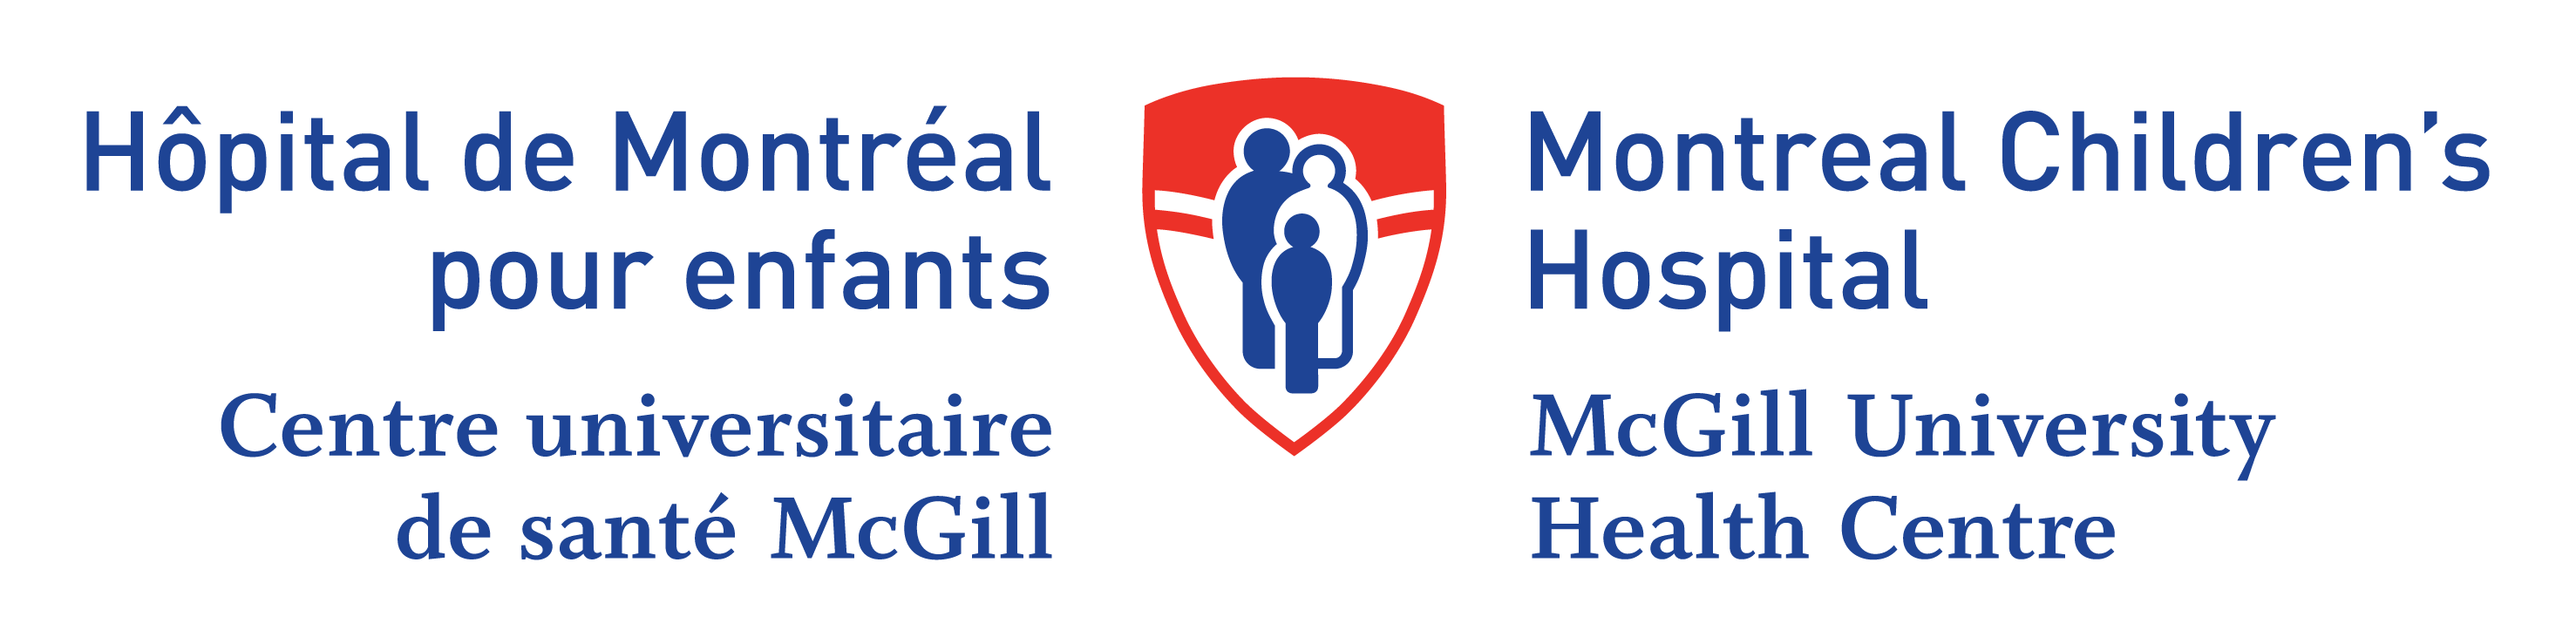 Hôpital de Montréal
pour enfants
Centre universitaire
de santé McGill
Montreal Children’s
Hospital
McGill University
Health Centre